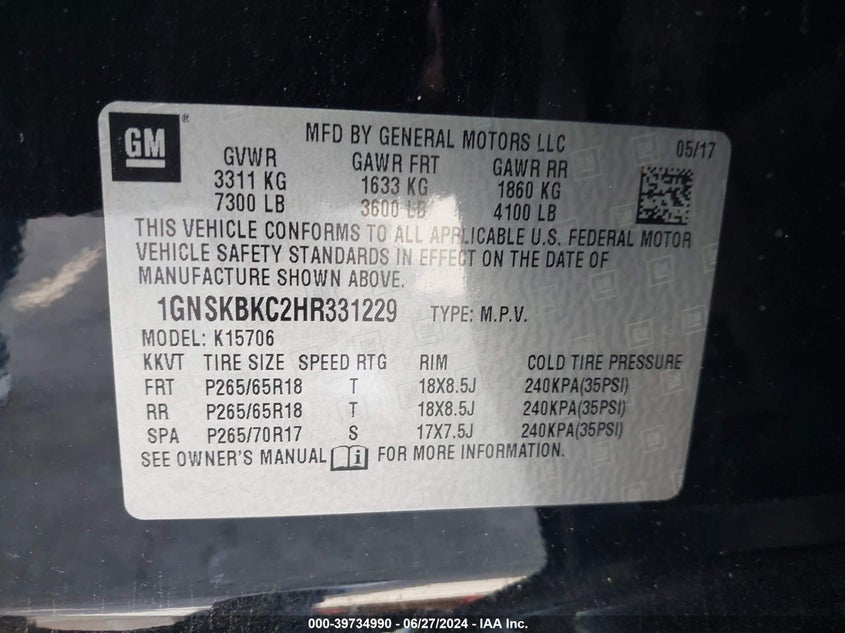 GM ®
MFD BY GENERAL MOTORS LLC 05/17
GVWR GAWR FRT GAWR RR
3311 KG 1633 KG 1860 KG
7300 LB 3600 LB 4100 LB
THIS VEHICLE CONFORMS TO ALL APPLICABLE U.S. FEDERAL MOTOR
VEHICLE SAFETY STANDARDS IN EFFECT ON THE DATE OF
MANUFACTURE SHOWN ABOVE.
1GNSKBKC2HR331229 TYPE: M.P.V.
MODEL: K15706
KKVT TIRE SIZE SPEED RTG RIM COLD TIRE PRESSURE
FRT P265/65R18 T 18X8.5J 240KPA(35PSI)
RR P265/65R18 T 18X8.5J 240KPA(35PSI)
SPA P265/70R17 S 17X7.5J 240KPA(35PSI)
SEE OWNER'S MANUAL i FOR MORE INFORMATION.
000-39734990 - 06/27/2024 - IAA Inc.